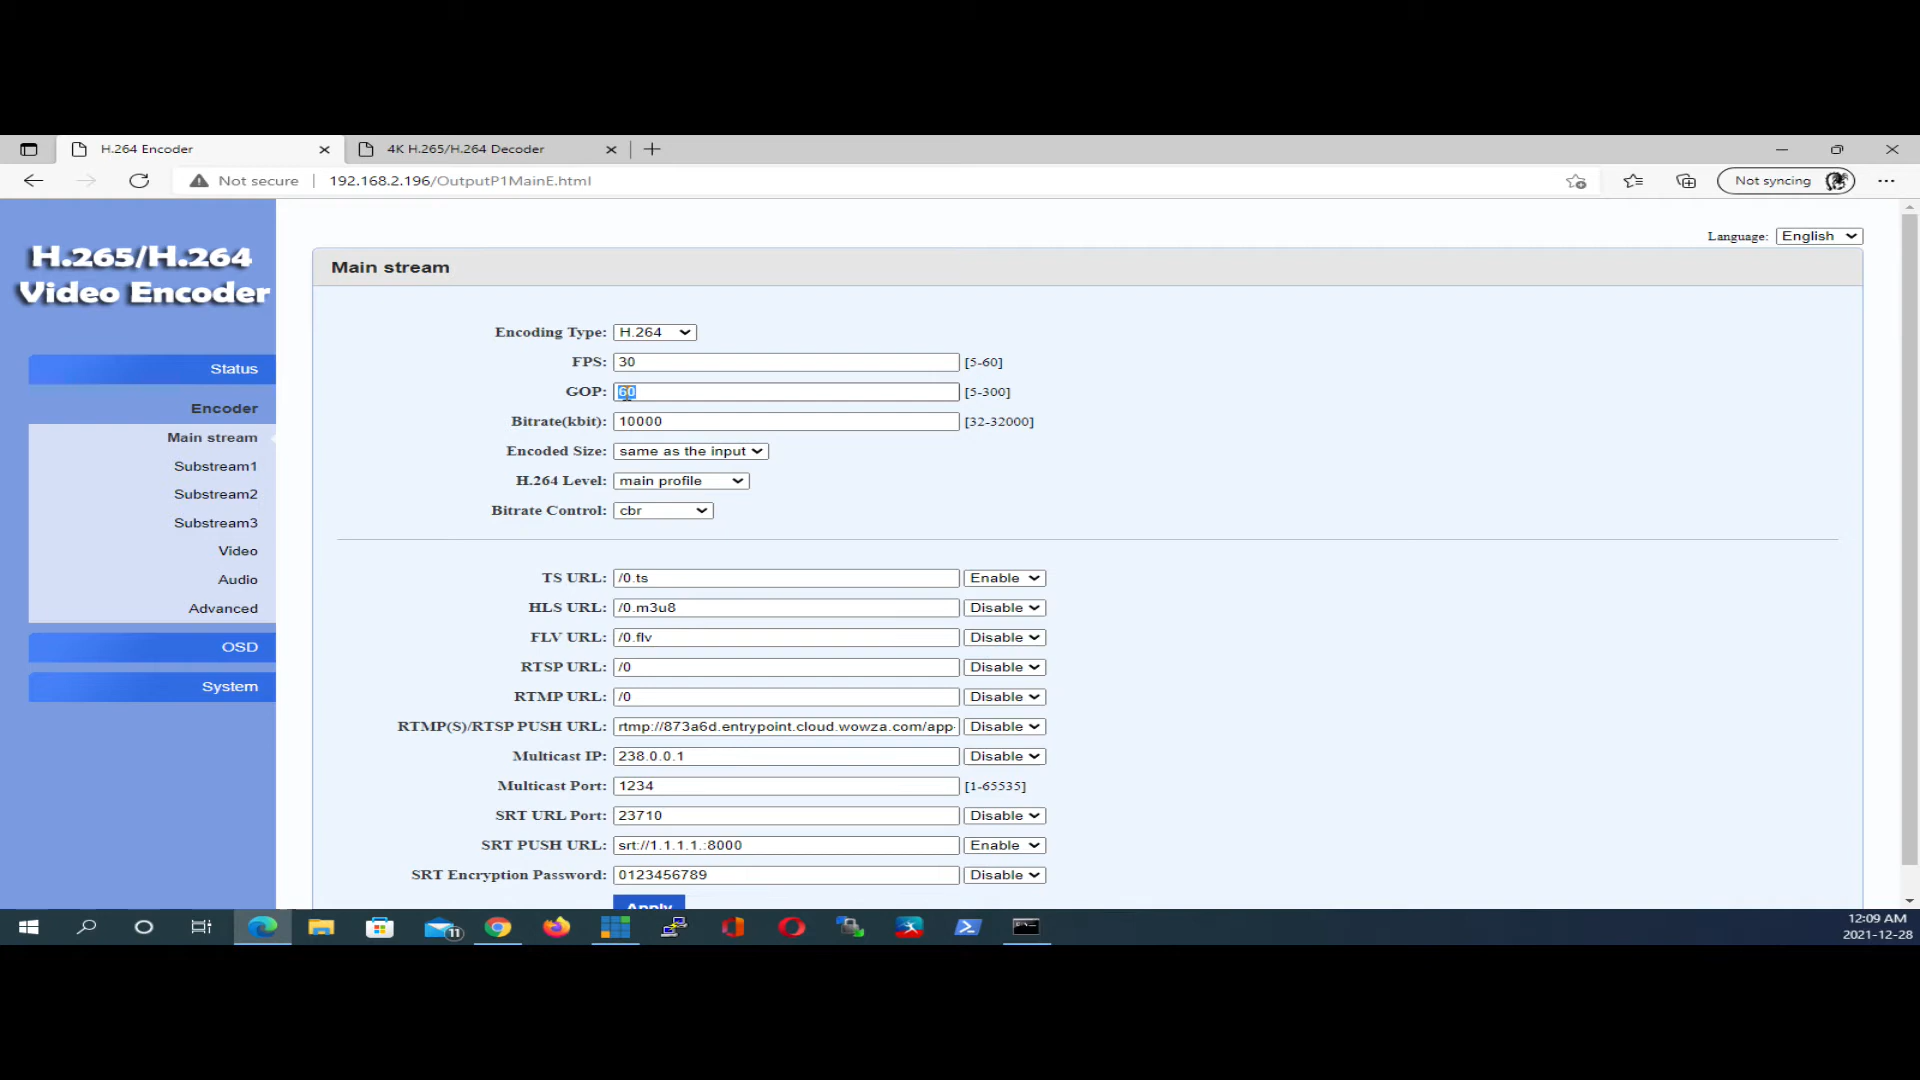 H.264 Encoder
4K H.265/H.264 Decoder
Not secure
192.168.2.196/OutputP1MainE.html
Not syncing
H.265/H.264
Video Encoder
Status
Encoder
Main stream
Substream1
Substream2
Substream3
Video
Audio
Advanced
OSD
System
Language: English
Main stream
Encoding Type: H.264
FPS: 30 [5-60]
GOP: 60 [5-300]
Bitrate(kbit): 10000 [32-32000]
Encoded Size: same as the input
H.264 Level: main profile
Bitrate Control: cbr
TS URL: /0.ts Enable
HLS URL: /0.m3u8 Disable
FLV URL: /0.flv Disable
RTSP URL: /0 Disable
RTMP URL: /0 Disable
RTMP(S)/RTSP PUSH URL: rtmp://873a6d.entrypoint.cloud.wowza.com/app- Disable
Multicast IP: 238.0.0.1 Disable
Multicast Port: 1234 [1-65535]
SRT URL Port: 23710 Disable
SRT PUSH URL: srt://1.1.1.1.:8000 Enable
SRT Encryption Password: 0123456789 Disable
Apply
11
12:09 AM
2021-12-28